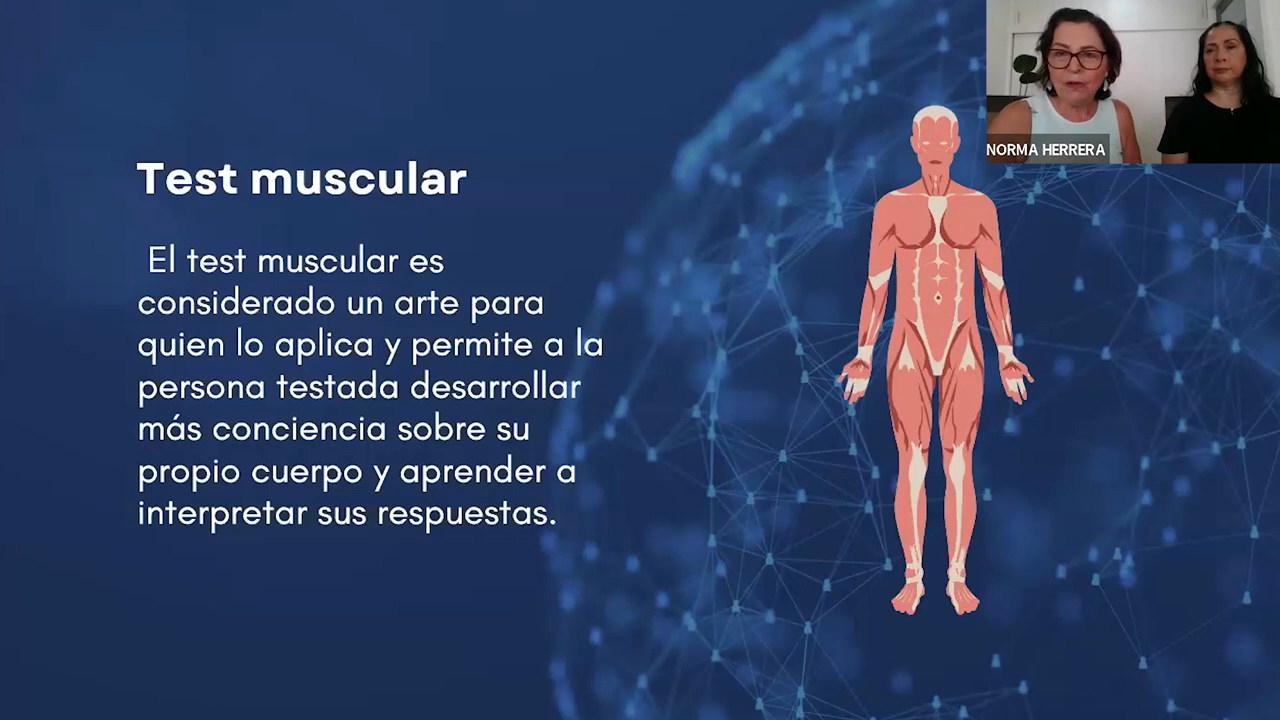 Test muscular
El test muscular es
considerado un arte para
quien lo aplica y permite a la
persona testada desarrollar
más conciencia sobre su
propio cuerpo y aprender a
interpretar sus respuestas.
NORMA HERRERA